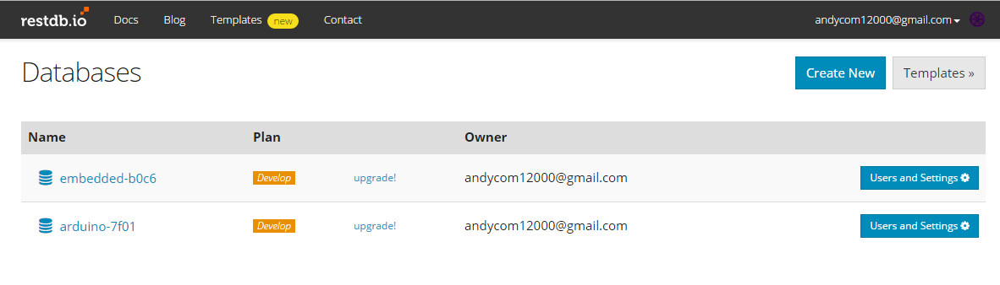 restdb.io Docs Blog Templates new Contact andycom12000@gmail.com
Databases Create New Templates »
Name Plan Owner
embedded-b0c6 Develop upgrade! andycom12000@gmail.com Users and Settings
arduino-7f01 Develop upgrade! andycom12000@gmail.com Users and Settings